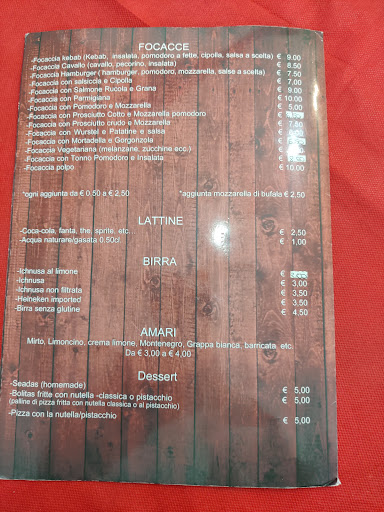 FOCACCE
-Focaccia kebab (Kebab, insalata, pomodoro a fette, cipolla, salsa a scelta) € 9.00
-Focaccia Cavallo (cavallo, pecorino, insalata) € 8.50
-Focaccia Hamburger ( hamburger, pomodoro, mozzarella, salse a scelta) € 7.50
-Focaccia con salsiccia e Cipolla € 7,00
-Focaccia con Salmone Rucola e Grana € 9,00
-Focaccia con Parmigiana € 10.00
-Focaccia con Pomodoro e Mozzarella € 5,00
-Focaccia con Prosciutto Cotto e Mozzarella pomodoro €
-Focaccia con Prosciutto crudo e Mozzarella € 7,50
-Focaccia con Wurstel e Patatine e salsa €
-Focaccia con Mortadella e Gorgonzola €
-Focaccia Vegetariana (melanzane, zucchine ecc.) €
-Focaccia con Tonno Pomodoro e Insalata €
-Focaccia polpo € 10,00
*ogni aggiunta da € 0.50 a € 2,50 *aggiunta mozzarella di bufala € 2,50
LATTINE
-Coca-cola, fanta, the, sprite, etc. € 2,50
-Acqua naturare/gasata 0.50cl. € 1,00
BIRRA
-Ichnusa al limone €
-Ichnusa € 3,00
-Ichnusa non filtrata € 3,50
-Heineken imported € 3,50
-Birra senza glutine € 4,50
AMARI
Mirto, Limoncino, crema limone, Montenegro, Grappa bianca, barricata, etc.
Da € 3,00 a € 4,00
Dessert
-Seadas (homemade) € 5,00
-Bolitas fritte con nutella -classica o pistacchio € 5,00
(palline di pizza fritta con nutella classica o al pistacchio)
-Pizza con la nutella/pistacchio € 5,00